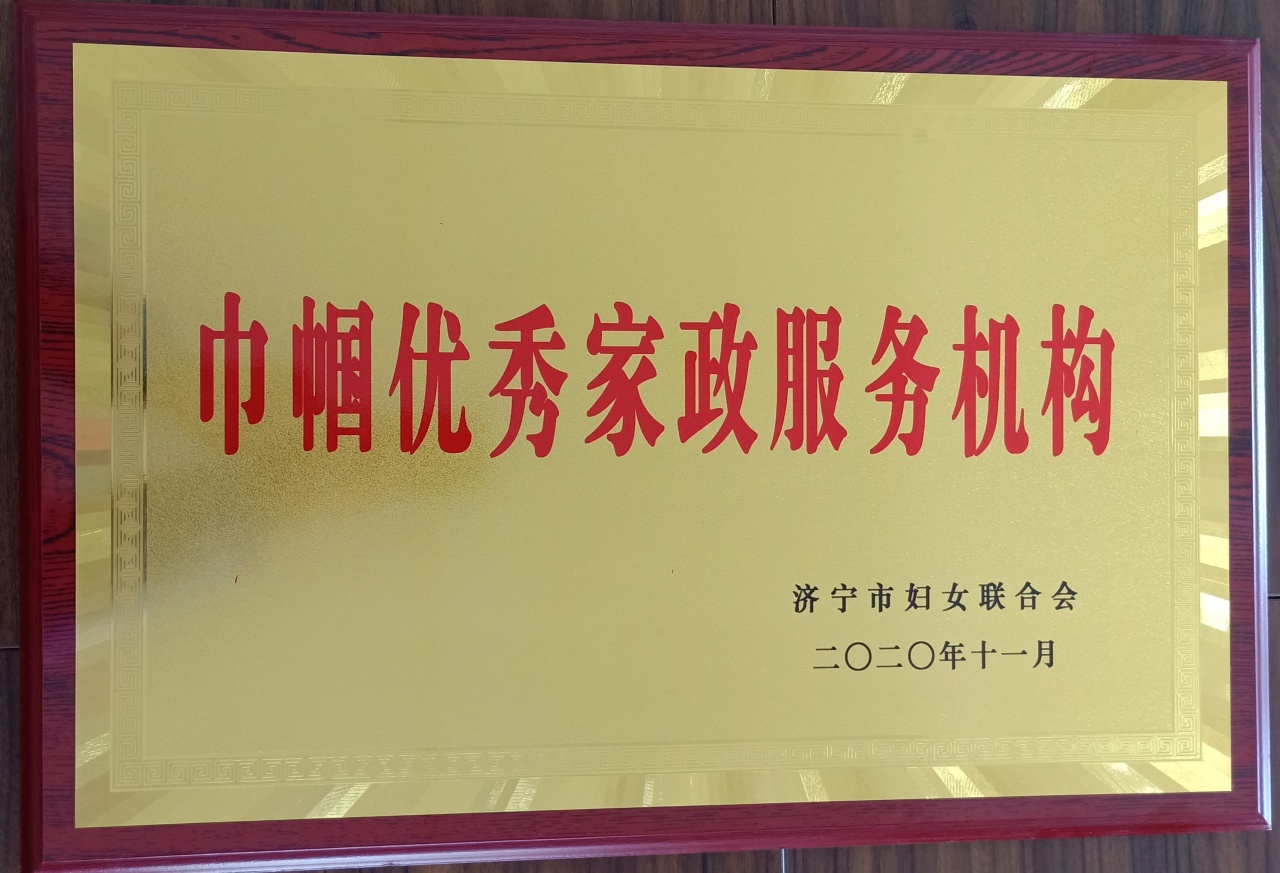 巾帼优秀家政服务机构
济宁市妇女联合会
二〇二〇年十一月